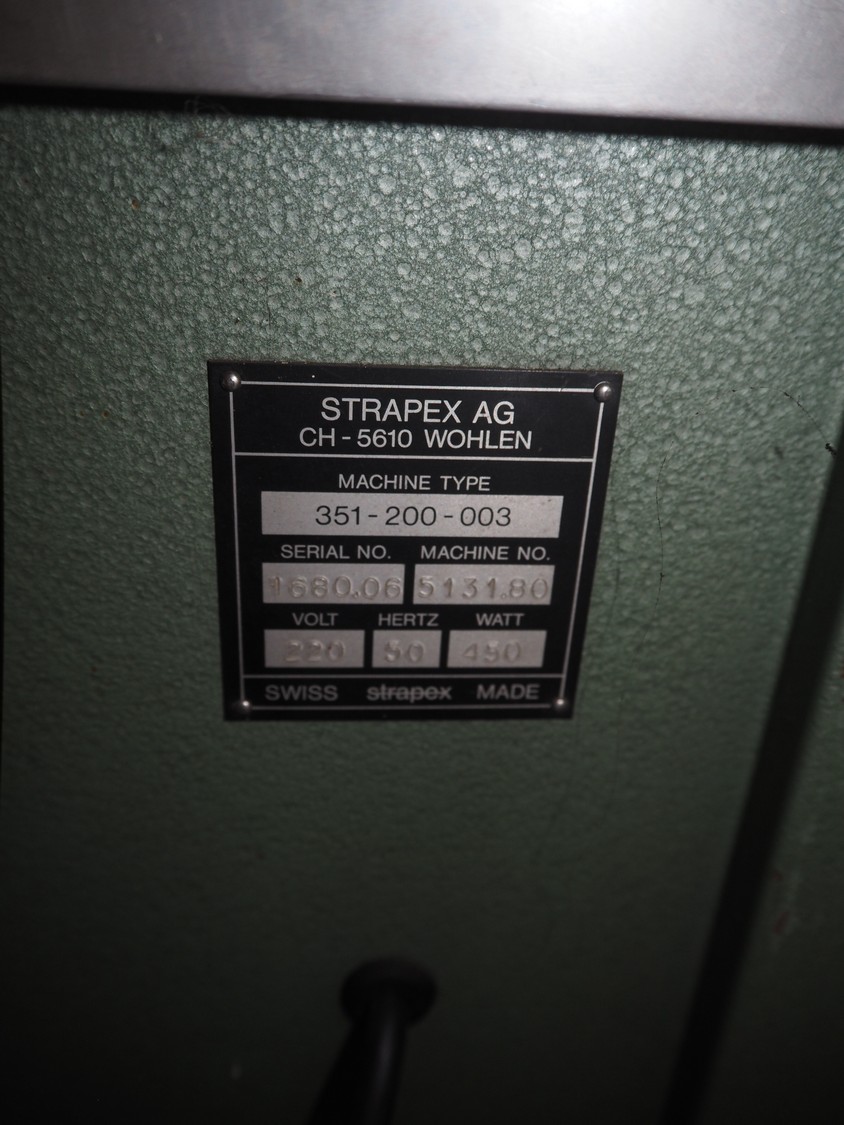 STRAPEX AG
CH-5610 WOHLEN
MACHINE TYPE
351-200-003
SERIAL NO. MACHINE NO.
1680.06 5131.80
VOLT HERTZ WATT
220 50 450
SWISS strapex MADE